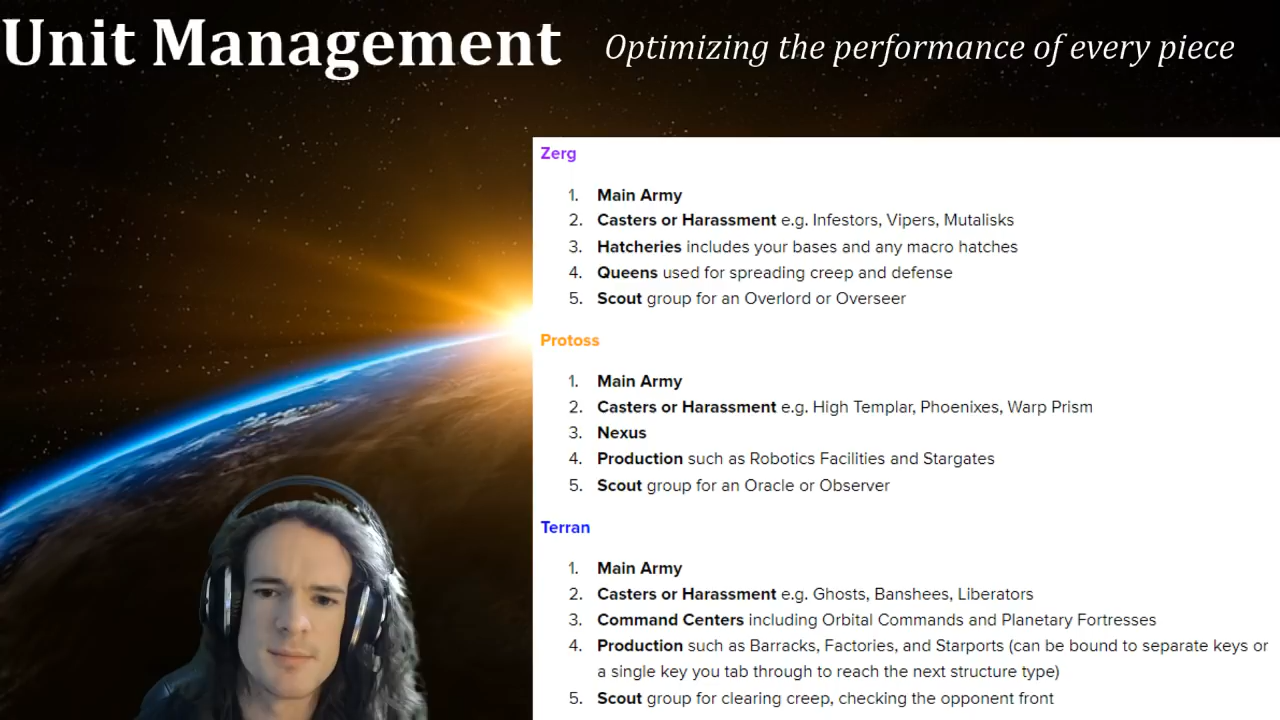 Unit Management
Optimizing the performance of every piece
Zerg
1. Main Army
2. Casters or Harassment e.g. Infestors, Vipers, Mutalisks
3. Hatcheries includes your bases and any macro hatches
4. Queens used for spreading creep and defense
5. Scout group for an Overlord or Overseer
Protoss
1. Main Army
2. Casters or Harassment e.g. High Templar, Phoenixes, Warp Prism
3. Nexus
4. Production such as Robotics Facilities and Stargates
5. Scout group for an Oracle or Observer
Terran
1. Main Army
2. Casters or Harassment e.g. Ghosts, Banshees, Liberators
3. Command Centers including Orbital Commands and Planetary Fortresses
4. Production such as Barracks, Factories, and Starports (can be bound to separate keys or
a single key you tab through to reach the next structure type)
5. Scout group for clearing creep, checking the opponent front